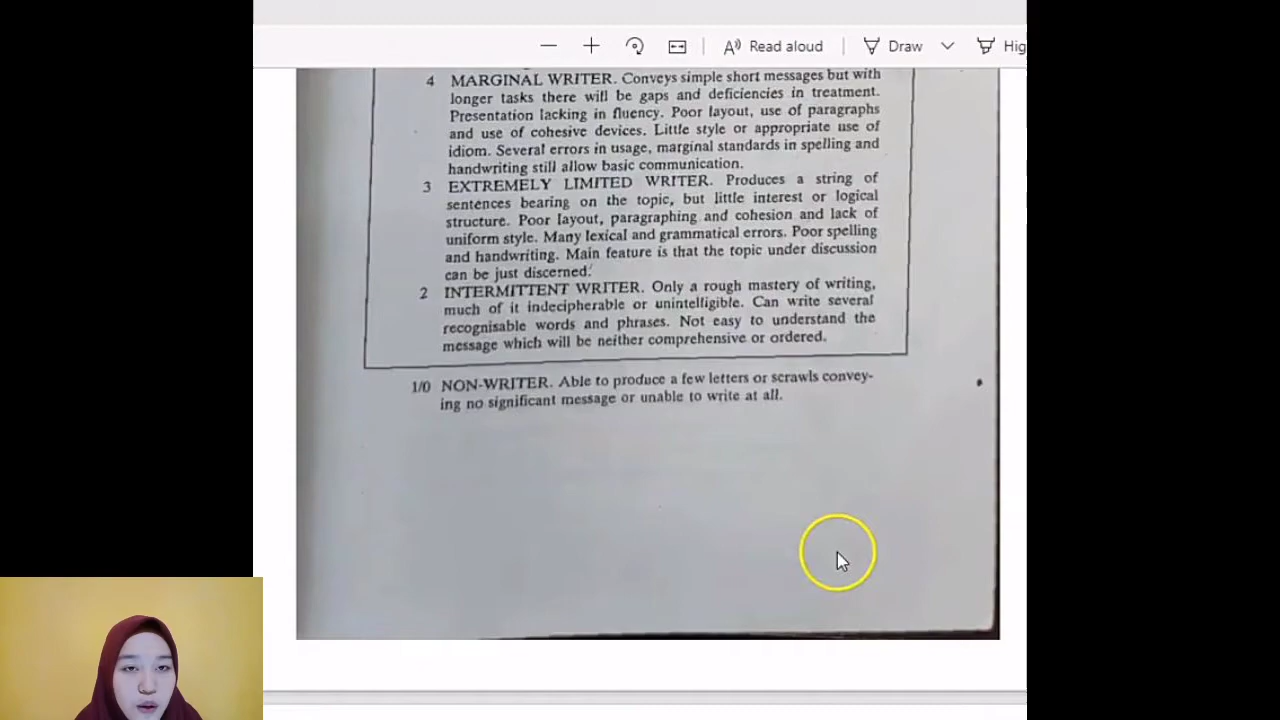 Read aloud
Draw
Hig
4 MARGINAL WRITER. Conveys simple short messages but with
longer tasks there will be gaps and deficiencies in treatment.
Presentation lacking in fluency. Poor layout, use of paragraphs
and use of cohesive devices. Little style or appropriate use of
idiom. Several errors in usage, marginal standards in spelling and
handwriting still allow basic communication.
3 EXTREMELY LIMITED WRITER. Produces a string of
sentences bearing on the topic, but little interest or logical
structure. Poor layout, paragraphing and cohesion and lack of
uniform style. Many lexical and grammatical errors. Poor spelling
and handwriting. Main feature is that the topic under discussion
can be just discerned.
2 INTERMITTENT WRITER. Only a rough mastery of writing,
much of it indecipherable or unintelligible. Can write several
recognisable words and phrases. Not easy to understand the
message which will be neither comprehensive or ordered.
1/0 NON-WRITER. Able to produce a few letters or scrawls convey-
ing no significant message or unable to write at all.